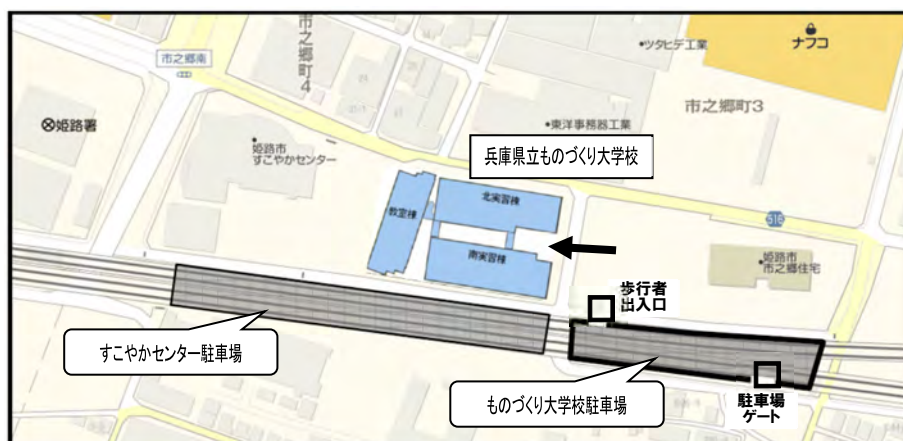 市之郷南
市之郷町4
ツタヒデ工業
ナフコ
市之郷町3
姫路署
姫路市
すこやかセンター
東洋事務器工業
兵庫県立ものづくり大学校
教室棟
北実習棟
南実習棟
518
姫路市
市之郷住宅
歩行者
出入口
すこやかセンター駐車場
ものづくり大学校駐車場
駐車場
ゲート